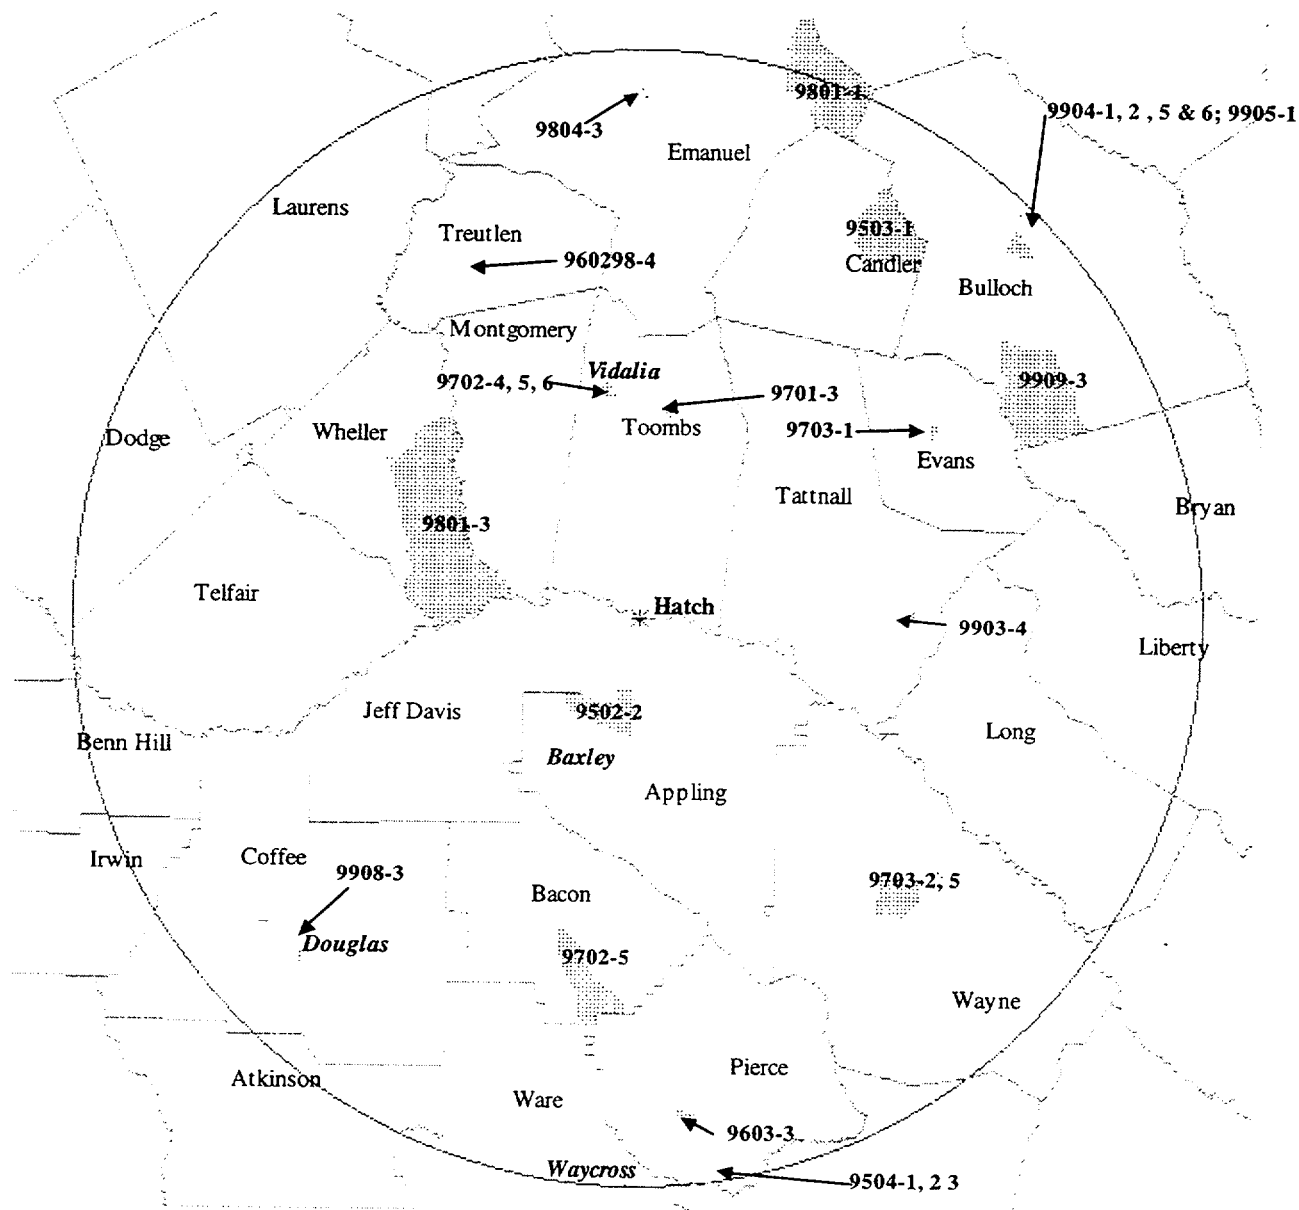 9801-1
9904-1, 2 , 5 & 6; 9905-1
9804-3
Emanuel
Laurens
Treutlen
9503-1
960298-4
Candler
Bulloch
Montgomery
Vidalia
9702-4, 5, 6
9909-3
9701-3
Dodge
Wheller
Toombs
9703-1
Evans
Tattnall
Bryan
9801-3
Telfair
Hatch
9903-4
Liberty
Jeff Davis
9502-2
Long
Benn Hill
Baxley
Appling
Irwin
Coffee
9908-3
9703-2, 5
Bacon
Douglas
9702-5
Wayne
Atkinson
Pierce
Ware
9603-3
Waycross
9504-1, 2 3